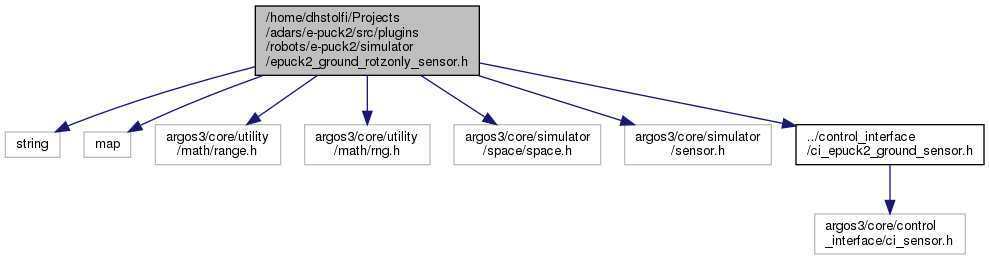 /home/dhstolfi/Projects
/adars/e-puck2/src/plugins
/robots/e-puck2/simulator
/epuck2_ground_rotzonly_sensor.h
string
map
argos3/core/utility
/math/range.h
argos3/core/utility
/math/rng.h
argos3/core/simulator
/space/space.h
argos3/core/simulator
/sensor.h
../control_interface
/ci_epuck2_ground_sensor.h
argos3/core/control
_interface/ci_sensor.h